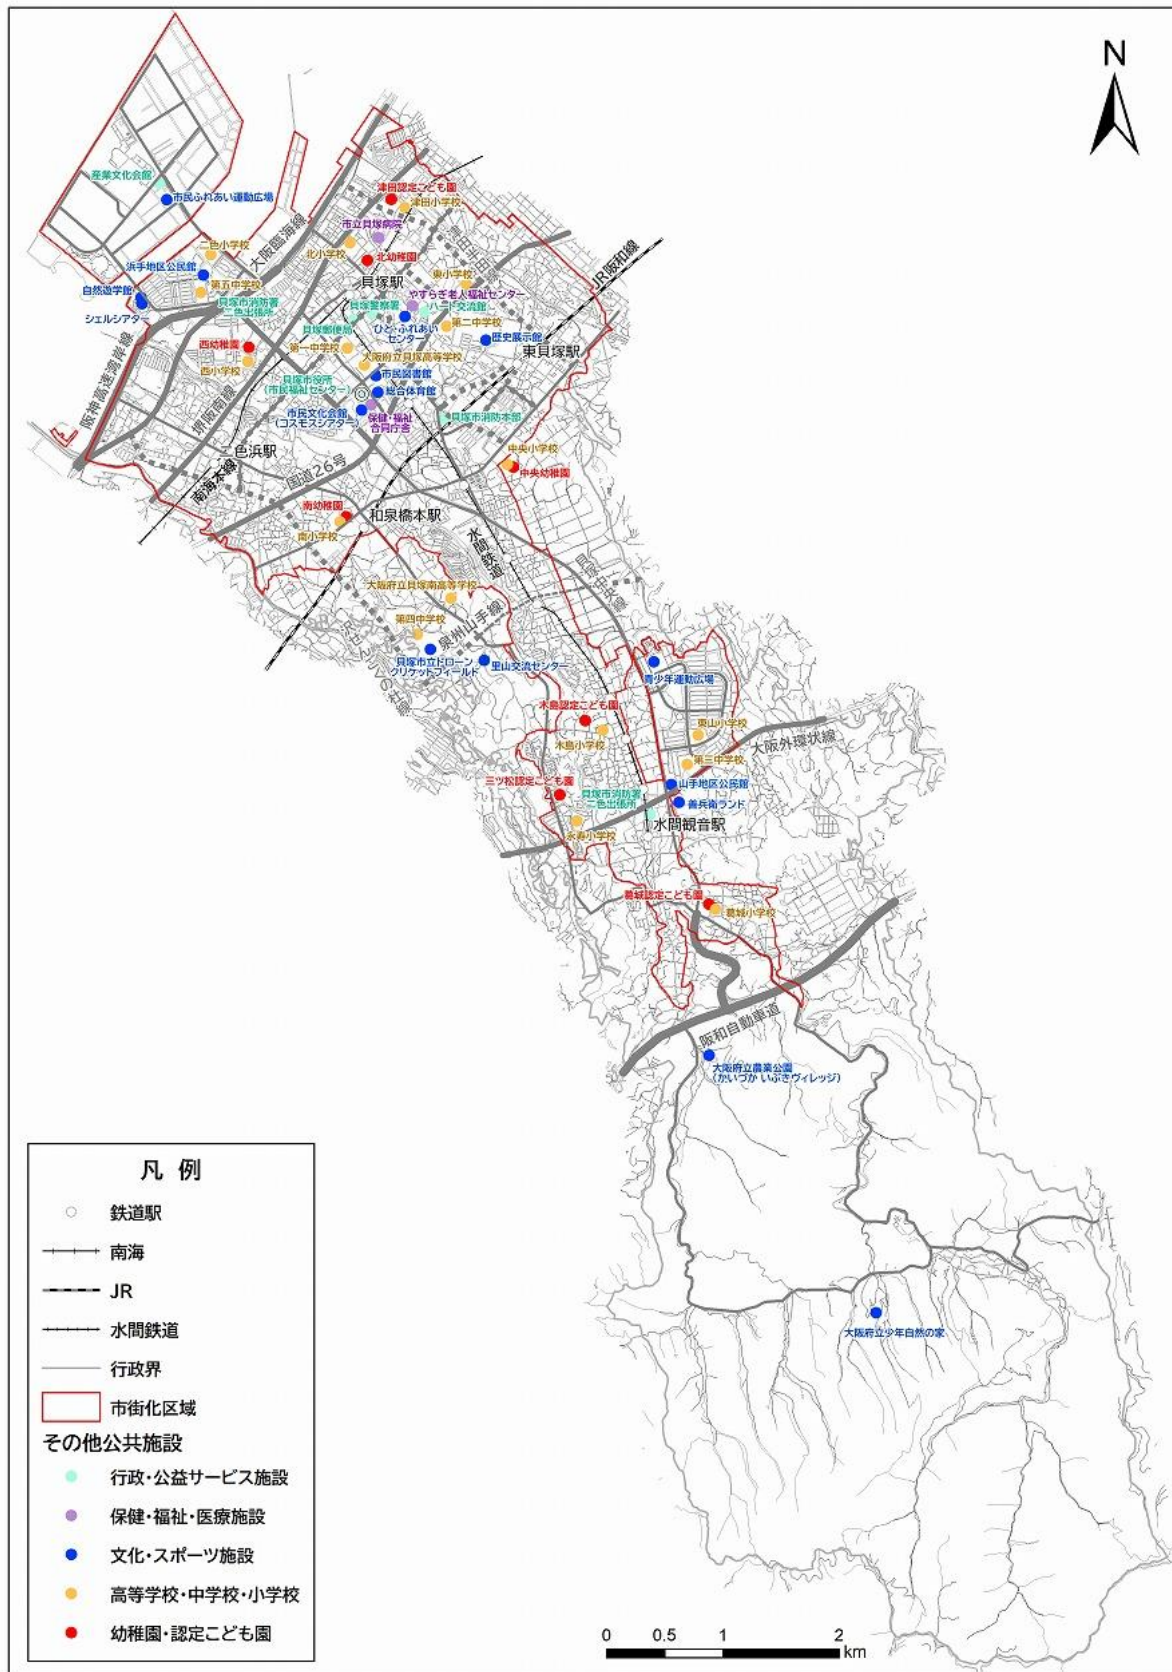 N
産業文化会館
市民ふれあい運動広場
津田認定こども園
津田小学校
市立貝塚病院
大阪臨海線
北小学校
北幼稚園
二色小学校
浜手地区公民館
貝塚駅
東小学校
JR阪和線
自然遊学館
第五中学校
やすらぎ老人福祉センター
貝塚市消防署
二色出張所
貝塚警察署
ハート交流館
シェルシアター
ひと・ふれあい
センター
第二中学校
貝塚郵便局
歴史展示館
西幼稚園
第一中学校
東貝塚駅
西小学校
大阪府立貝塚高等学校
市民図書館
阪神高速湾岸線
堺阪南線
貝塚市役所
(市民福祉センター)
総合体育館
市民文化会館
(コスモスシアター)
保健・福祉
合同庁舎
貝塚市消防本部
二色浜駅
中央小学校
南海本線
国道26号
中央幼稚園
南幼稚園
和泉橋本駅
南小学校
水間鉄道
大阪府立貝塚南高等学校
第四中学校
泉州山手線
貝塚市立ドローン
クリケットフィールド
里山交流センター
青少年運動広場
木島認定こども園
東山小学校
木島小学校
大阪外環状線
第三中学校
三ツ松認定こども園
山手地区公民館
貝塚市消防署
二色出張所
善兵衛ランド
水間観音駅
永寿小学校
葛城認定こども園
葛城小学校
阪和自動車道
大阪府立農業公園
(かいづか いぶきヴィレッジ)
大阪府立少年自然の家
凡 例
鉄道駅
南海
JR
水間鉄道
行政界
市街化区域
その他公共施設
行政・公益サービス施設
保健・福祉・医療施設
文化・スポーツ施設
高等学校・中学校・小学校
幼稚園・認定こども園
0 0.5 1 2
km